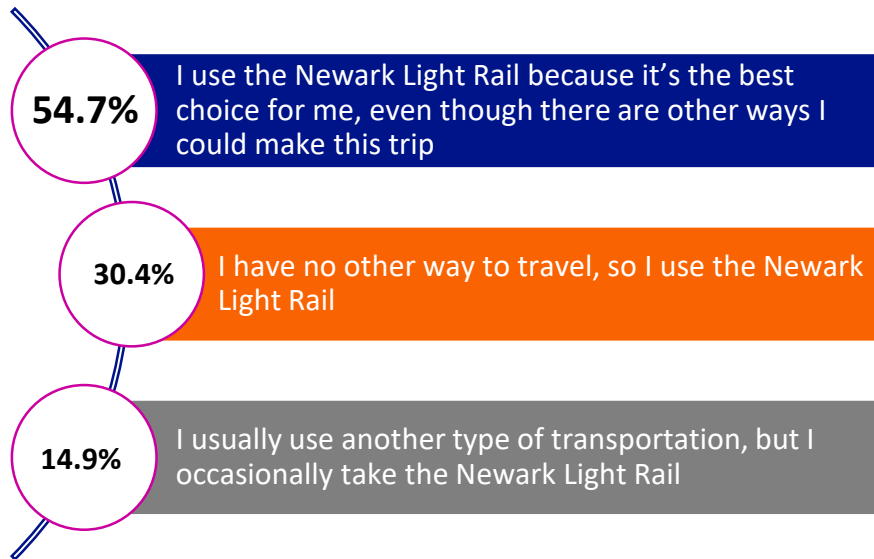 54.7%
I use the Newark Light Rail because it’s the best
choice for me, even though there are other ways I
could make this trip
30.4%
I have no other way to travel, so I use the Newark
Light Rail
14.9%
I usually use another type of transportation, but I
occasionally take the Newark Light Rail